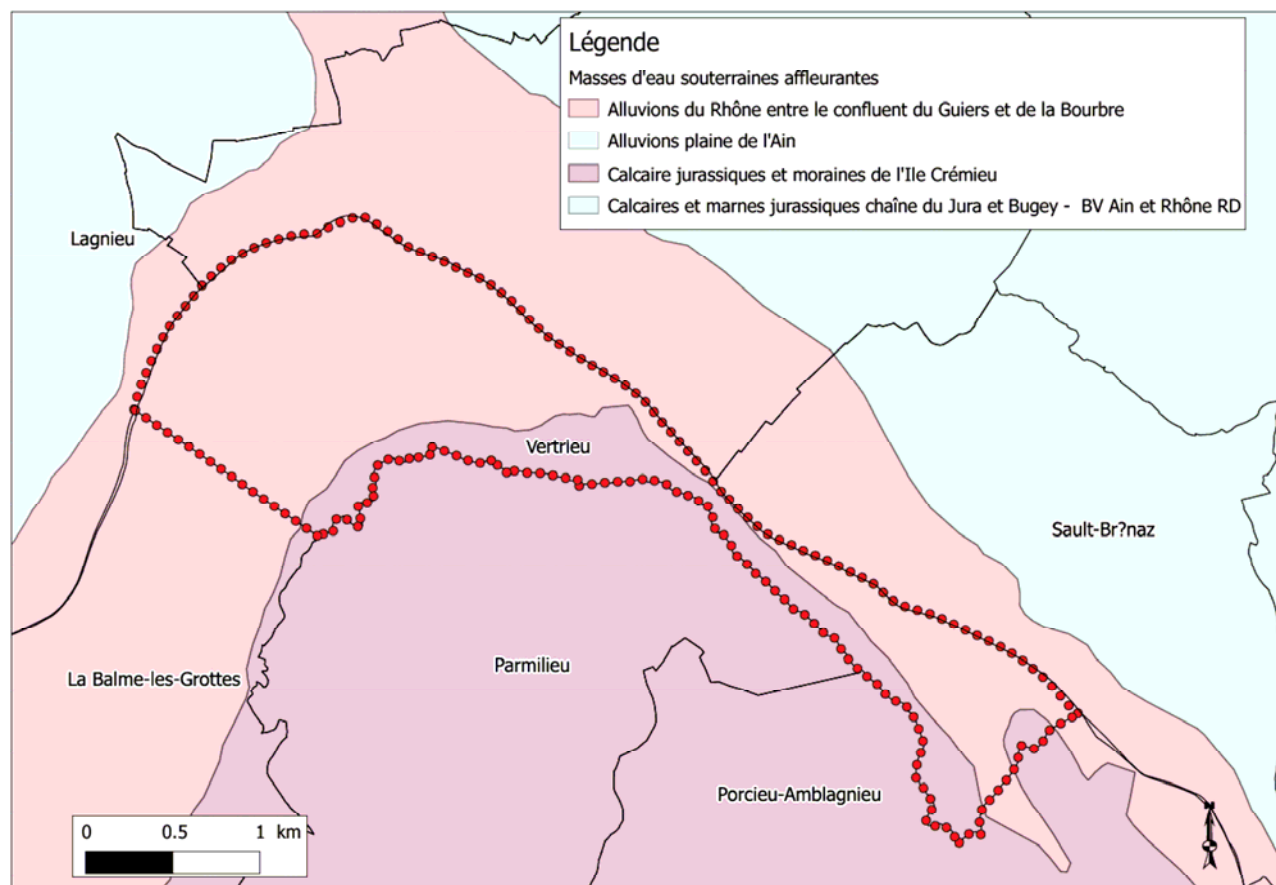 Légende
Masses d'eau souterraines affleurantes
Alluvions du Rhône entre le confluent du Guiers et de la Bourbre
Alluvions plaine de l'Ain
Calcaire jurassiques et moraines de l'Ile Crémieu
Calcaires et marnes jurassiques chaîne du Jura et Bugey - BV Ain et Rhône RD
Lagnieu
Vertrieu
Sault-Br?naz
La Balme-les-Grottes
Parmilieu
Porcieu-Amblagnieu
0 0.5 1 km
N